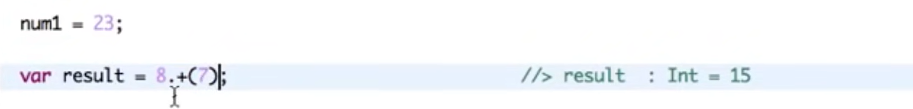 num1 = 23;
var result = 8.+(7); //> result : Int = 15